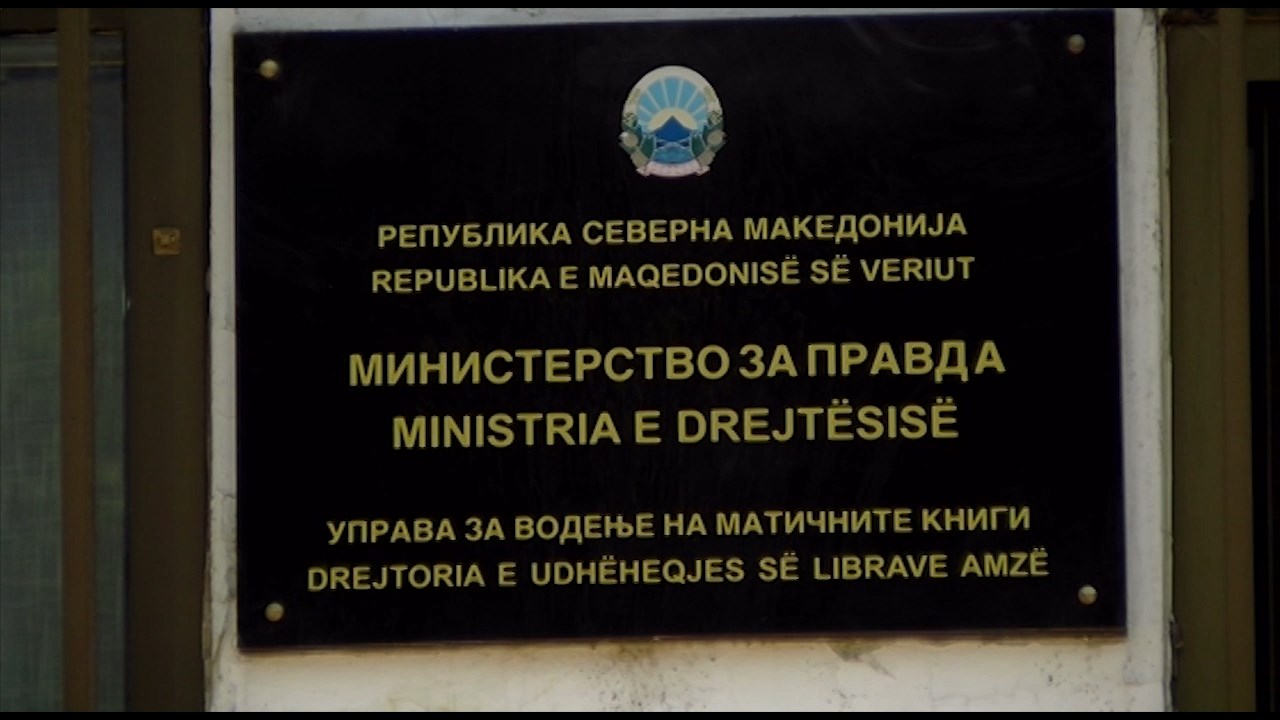 РЕПУБЛИКА СЕВЕРНА МАКЕДОНИЈА
REPUBLIKA E MAQEDONISË SË VERIUT
МИНИСТЕРСТВО ЗА ПРАВДА
MINISTRIA E DREJTËSISË
УПРАВА ЗА ВОДЕЊЕ НА МАТИЧНИТЕ КНИГИ
DREJTORIA E UDHËHEQJES SË LIBRAVE AMZË